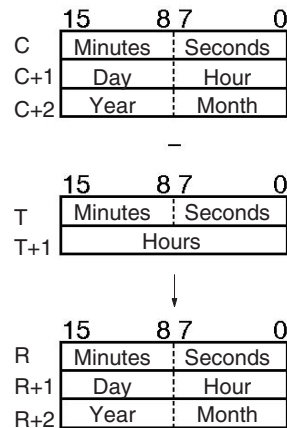 15 8 7 0
C Minutes Seconds
C+1 Day Hour
C+2 Year Month
–
15 8 7 0
T Minutes Seconds
T+1 Hours
15 8 7 0
R Minutes Seconds
R+1 Day Hour
R+2 Year Month